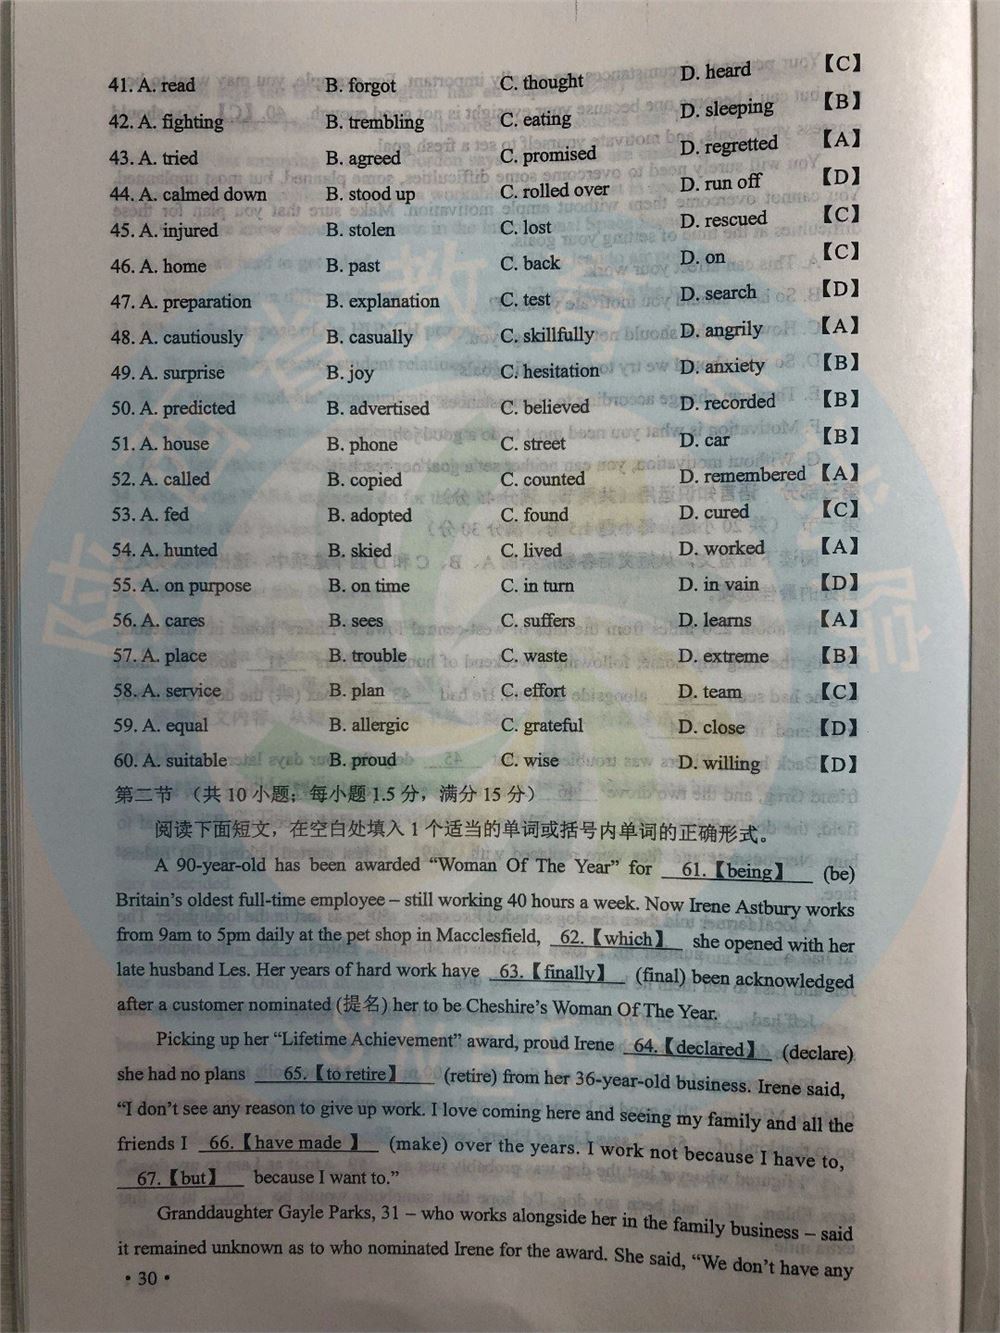 41. A. read B. forgot C. thought D. heard 【C】
42. A. fighting B. trembling C. eating D. sleeping 【B】
43. A. tried B. agreed C. promised D. regretted 【A】
44. A. calmed down B. stood up C. rolled over D. run off 【D】
45. A. injured B. stolen C. lost D. rescued 【C】
46. A. home B. past C. back D. on 【C】
47. A. preparation B. explanation C. test D. search 【D】
48. A. cautiously B. casually C. skillfully D. angrily 【A】
49. A. surprise B. joy C. hesitation D. anxiety 【B】
50. A. predicted B. advertised C. believed D. recorded 【B】
51. A. house B. phone C. street D. car 【B】
52. A. called B. copied C. counted D. remembered 【A】
53. A. fed B. adopted C. found D. cured 【C】
54. A. hunted B. skied C. lived D. worked 【A】
55. A. on purpose B. on time C. in turn D. in vain 【D】
56. A. cares B. sees C. suffers D. learns 【A】
57. A. place B. trouble C. waste D. extreme 【B】
58. A. service B. plan C. effort D. team 【C】
59. A. equal B. allergic C. grateful D. close 【D】
60. A. suitable B. proud C. wise D. willing 【D】
第二节 （共 10 小题；每小题 1.5 分，满分 15 分）
阅读下面短文，在空白处填入 1 个适当的单词或括号内单词的正确形式。
A 90-year-old has been awarded “Woman Of The Year” for 61.【being】 (be)
Britain’s oldest full-time employee – still working 40 hours a week. Now Irene Astbury works
from 9am to 5pm daily at the pet shop in Macclesfield, 62.【which】 she opened with her
late husband Les. Her years of hard work have 63.【finally】 (final) been acknowledged
after a customer nominated (提名) her to be Cheshire’s Woman Of The Year.
Picking up her “Lifetime Achievement” award, proud Irene 64.【declared】 (declare)
she had no plans 65.【to retire】 (retire) from her 36-year-old business. Irene said,
“I don’t see any reason to give up work. I love coming here and seeing my family and all the
friends I 66.【have made 】 (make) over the years. I work not because I have to,
67.【but】 because I want to.”
Granddaughter Gayle Parks, 31 – who works alongside her in the family business – said
it remained unknown as to who nominated Irene for the award. She said, “We don’t have any
· 30 ·